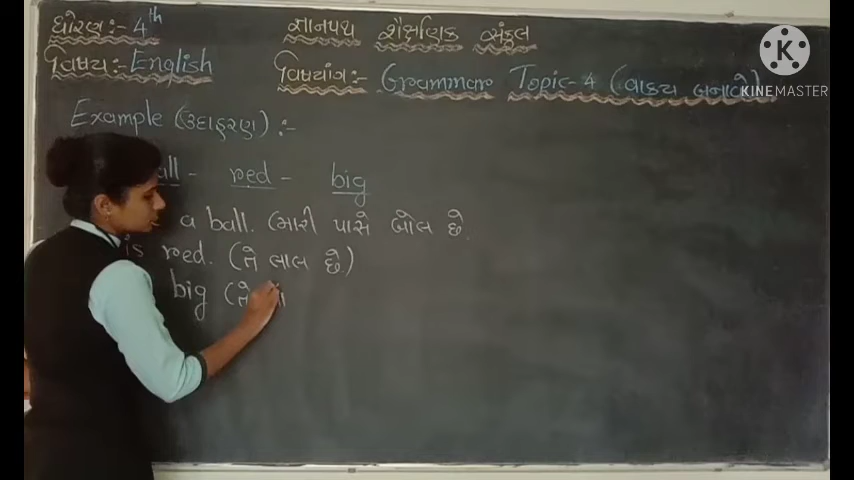 ધોરણ:- 4th
જ્ઞાનપથ શૈક્ષણિક સંકુલ
વિષય:- English
વિષયાંગ:- Grammar Topic-4 (વાક્ય બનાવો)
KINEMASTER
Example (ઉદાહરણ) :-
all - red - big
a ball. (મારી પાસે બોલ છે.
is red. (તે લાલ છે.)
big (તે